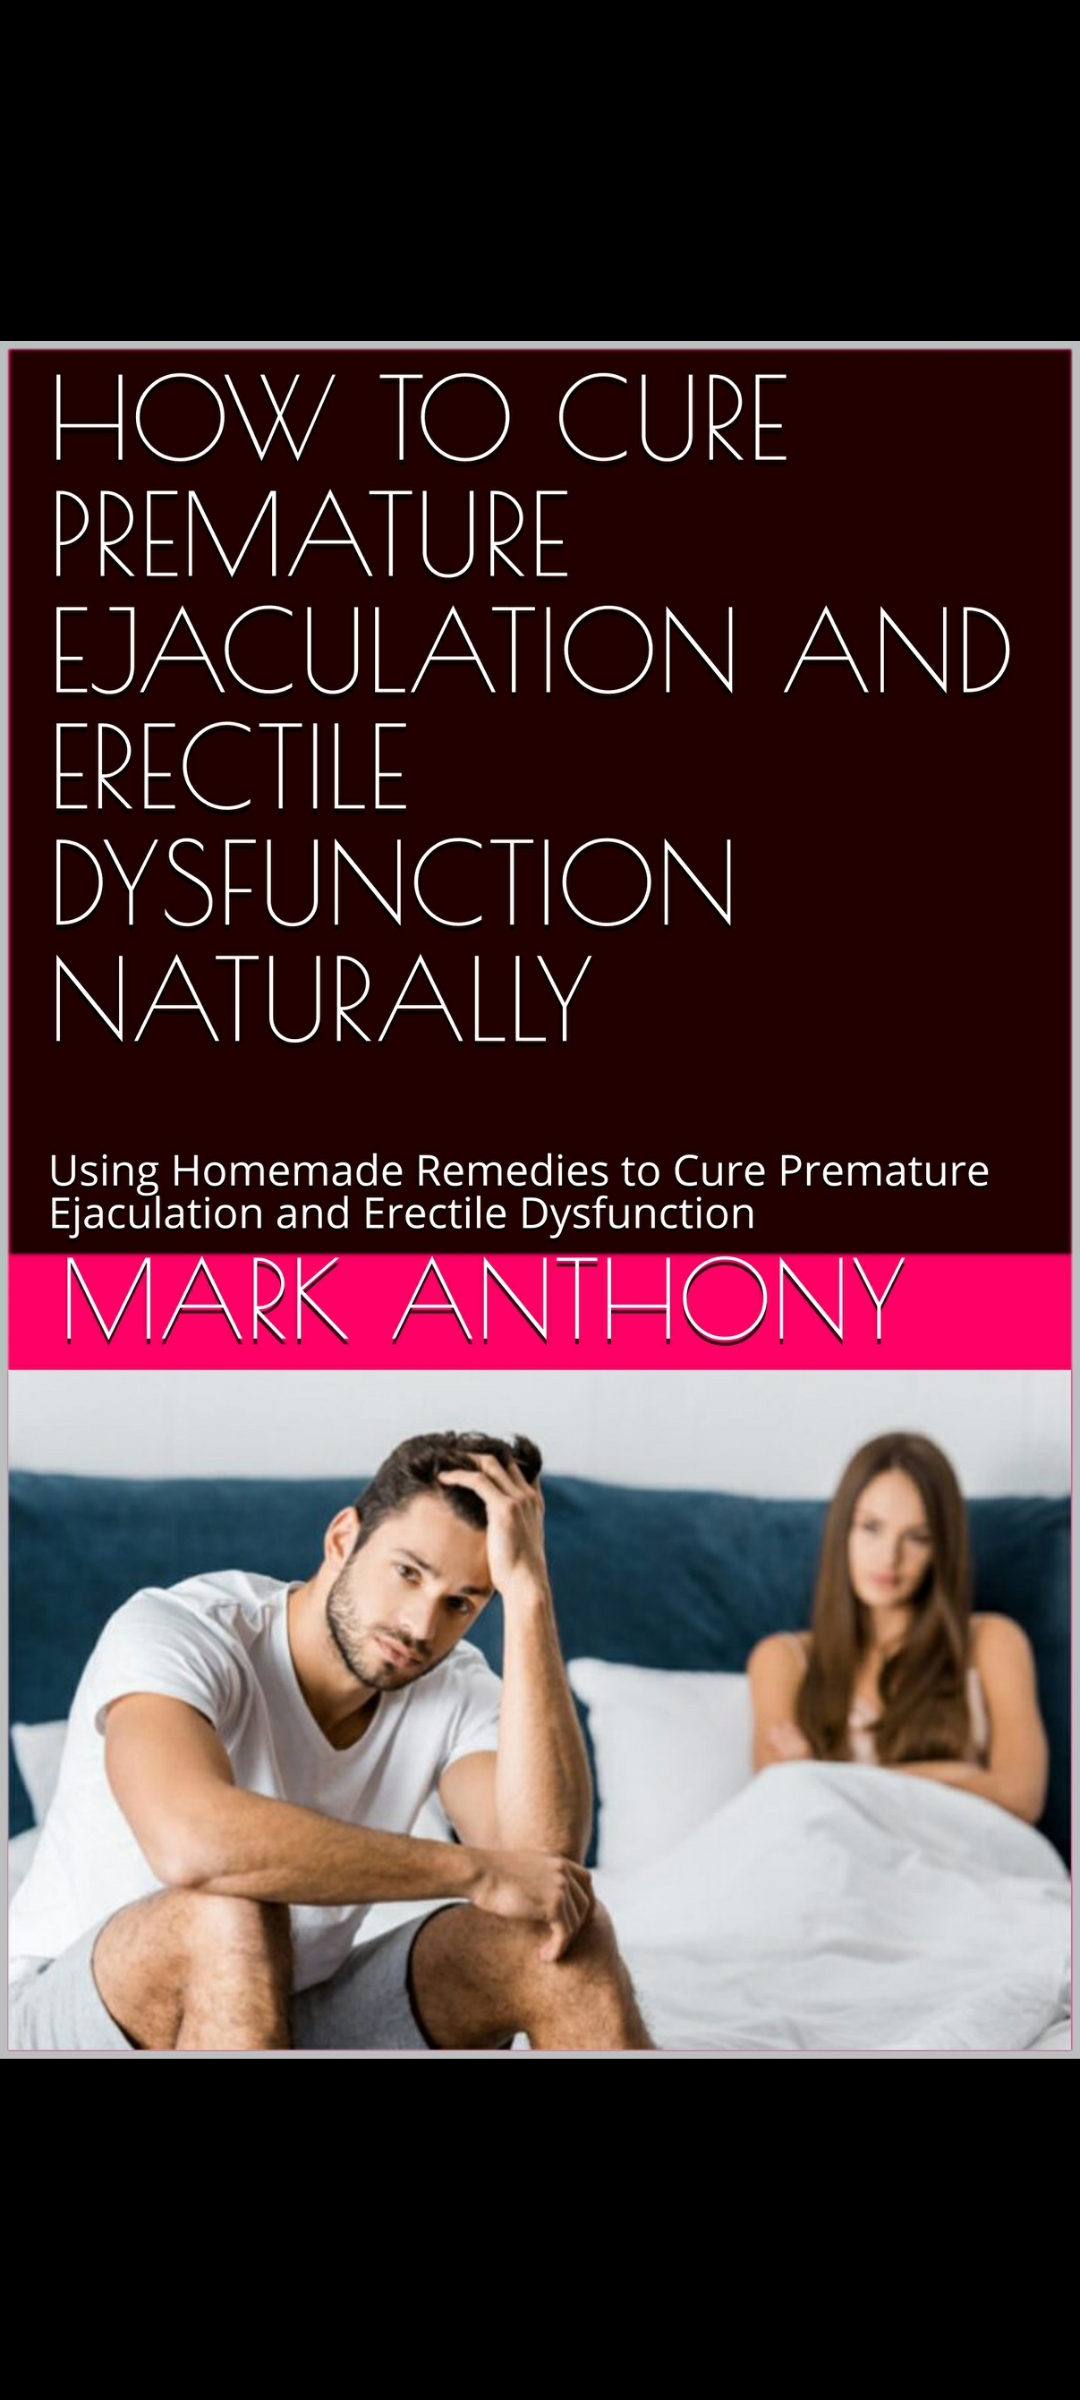 HOW TO CURE
PREMATURE
EJACULATION AND
ERECTILE
DYSFUNCTION
NATURALLY
Using Homemade Remedies to Cure Premature
Ejaculation and Erectile Dysfunction
MARK ANTHONY